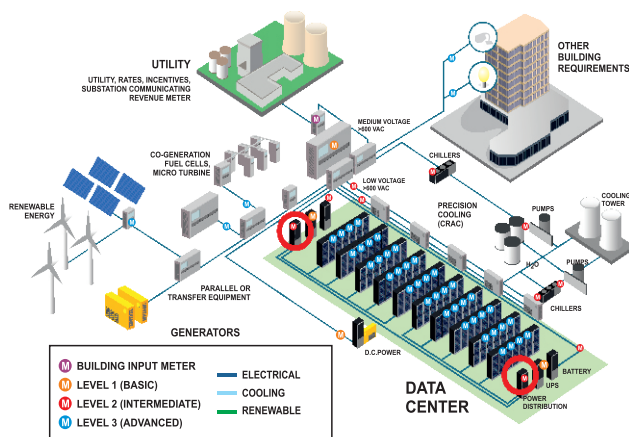 UTILITY
UTILITY, RATES, INCENTIVES,
SUBSTATION COMMUNICATING
REVENUE METER
OTHER
BUILDING
REQUIREMENTS
M
MEDIUM VOLTAGE
>600 VAC
CO-GENERATION
FUEL CELLS,
MICRO TURBINE
CHILLERS
LOW VOLTAGE
>600 VAC
RENEWABLE
ENERGY
PRECISION
COOLING
(CRAC)
PUMPS
COOLING
TOWER
H2O
PUMPS
PARALLEL OR
TRANSFER EQUIPMENT
CHILLERS
GENERATORS
D.C.POWER
BATTERY
UPS
POWER
DISTRIBUTION
DATA
CENTER
M BUILDING INPUT METER
M LEVEL 1 (BASIC)
M LEVEL 2 (INTERMEDIATE)
M LEVEL 3 (ADVANCED)
ELECTRICAL
COOLING
RENEWABLE